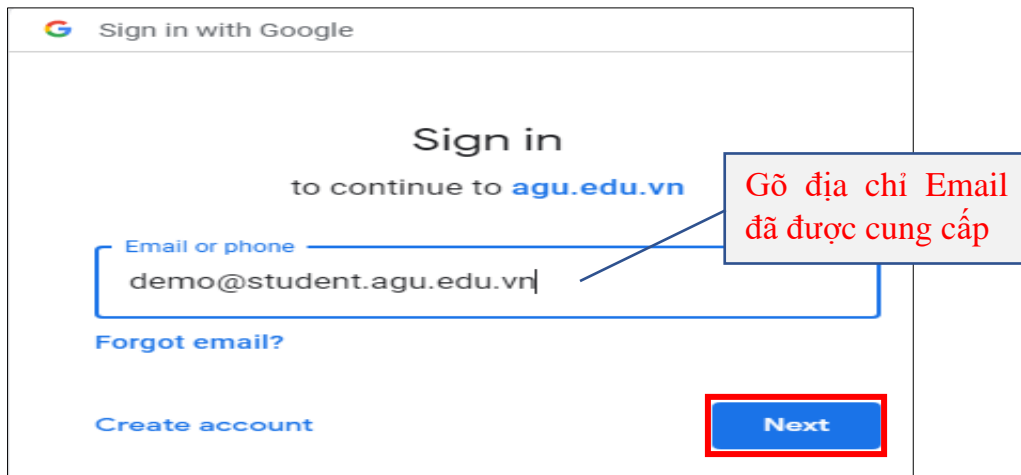 Sign in with Google
Sign in
to continue to agu.edu.vn
Gõ địa chỉ Email
đã được cung cấp
Email or phone
demo@student.agu.edu.vn
Forgot email?
Create account
Next